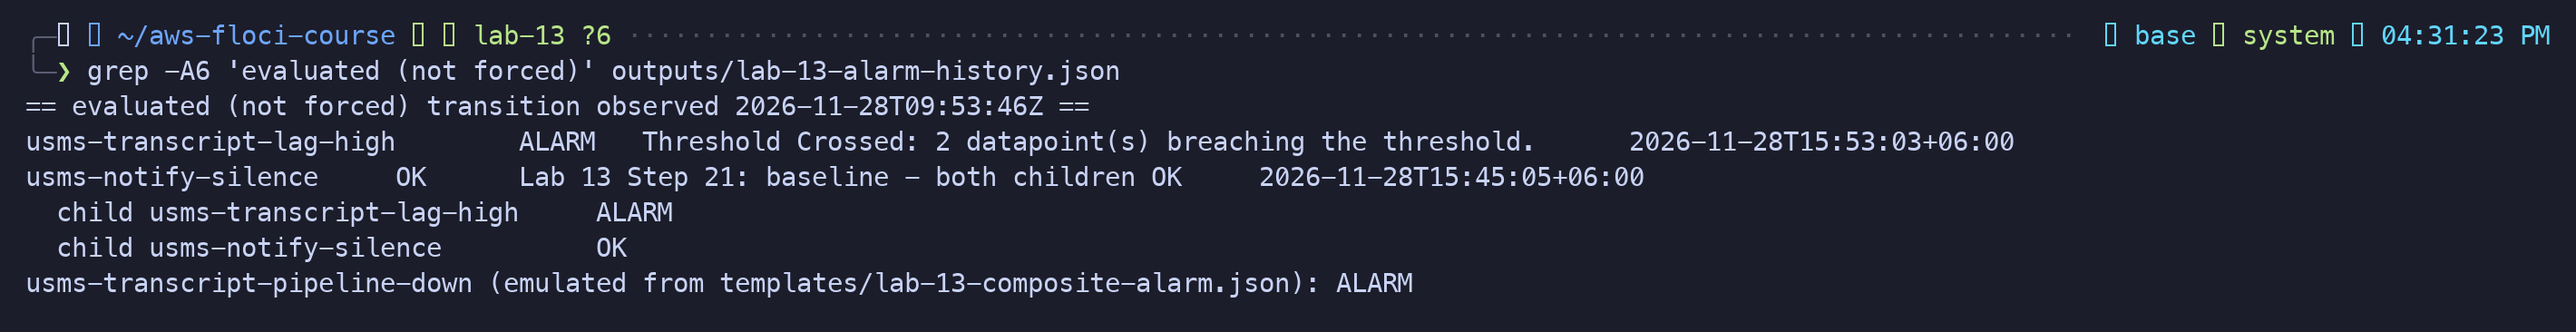 ~/aws-floci-course lab-13 ?6 base system 04:31:23 PM
❯ grep -A6 'evaluated (not forced)' outputs/lab-13-alarm-history.json
== evaluated (not forced) transition observed 2026-11-28T09:53:46Z ==
usms-transcript-lag-high ALARM Threshold Crossed: 2 datapoint(s) breaching the threshold. 2026-11-28T15:53:03+06:00
usms-notify-silence OK Lab 13 Step 21: baseline - both children OK 2026-11-28T15:45:05+06:00
child usms-transcript-lag-high ALARM
child usms-notify-silence OK
usms-transcript-pipeline-down (emulated from templates/lab-13-composite-alarm.json): ALARM